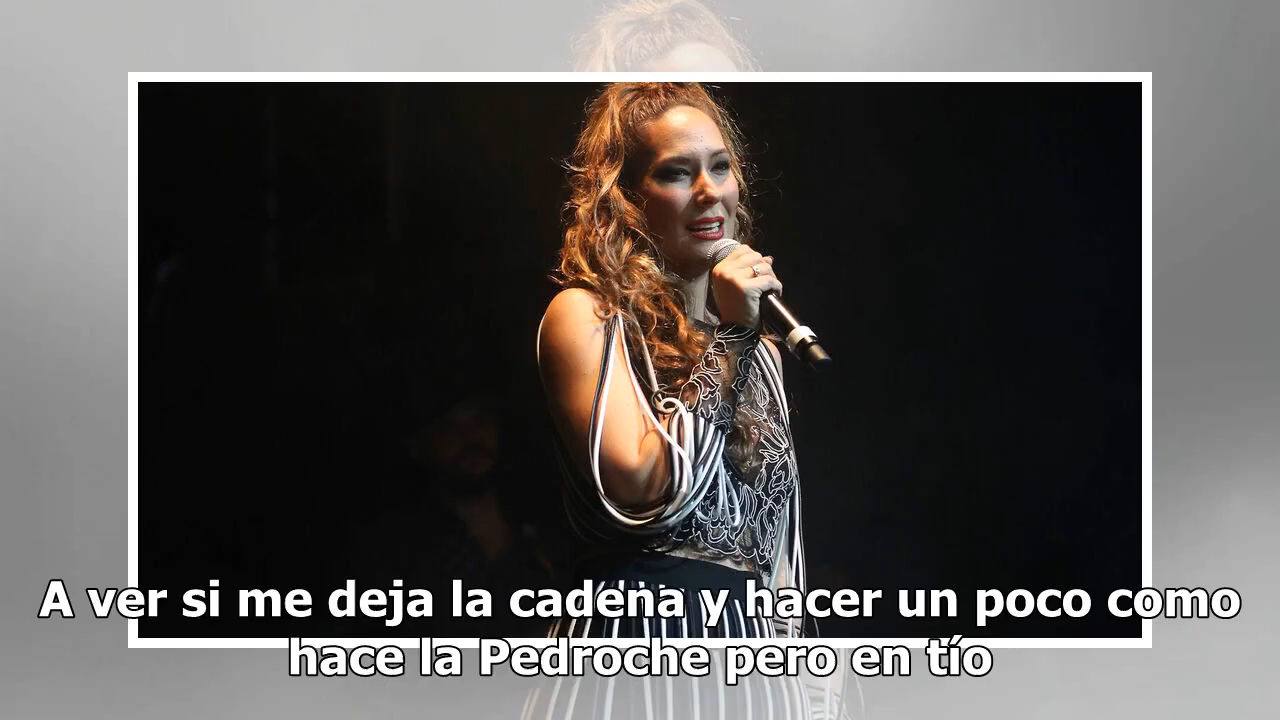 A ver si me deja la cadena y hacer un poco como
hace la Pedroche pero en tío